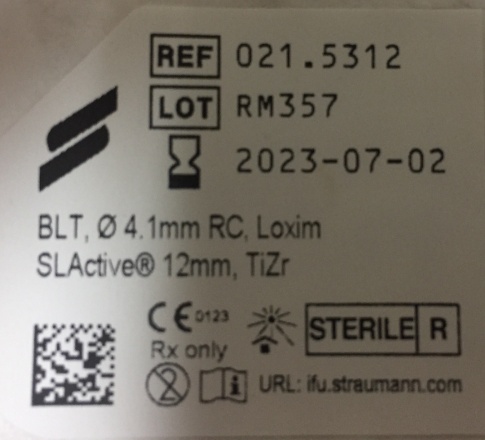 REF 021.5312
LOT RM357
2023-07-02
BLT, Ø 4.1mm RC, Loxim
SLActive® 12mm, TiZr
CE 0123
STERILE R
Rx only
2
i URL: ifu.straumann.com